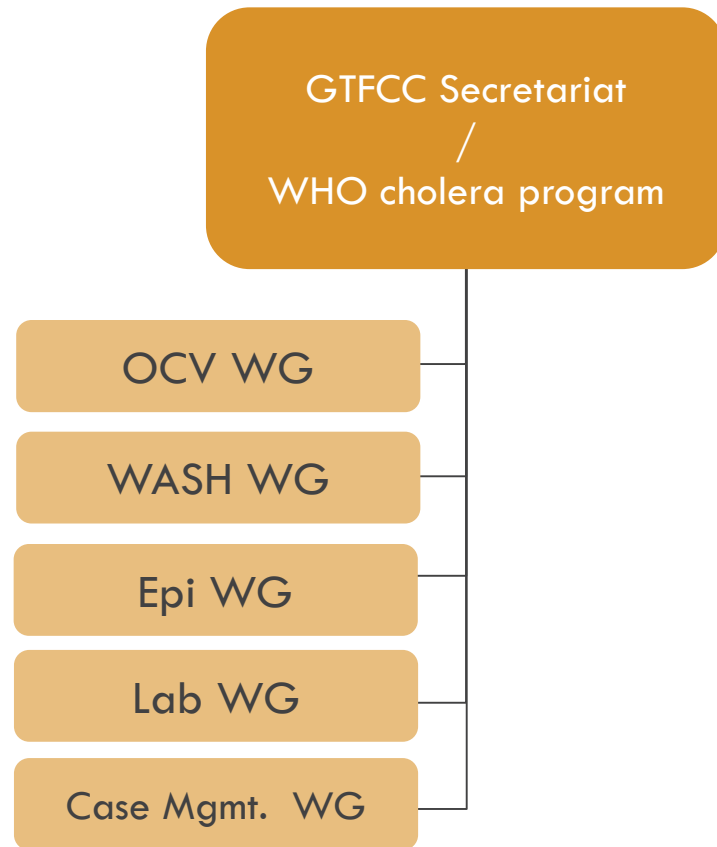 GTFCC Secretariat
/
WHO cholera program
OCV WG
WASH WG
Epi WG
Lab WG
Case Mgmt. WG